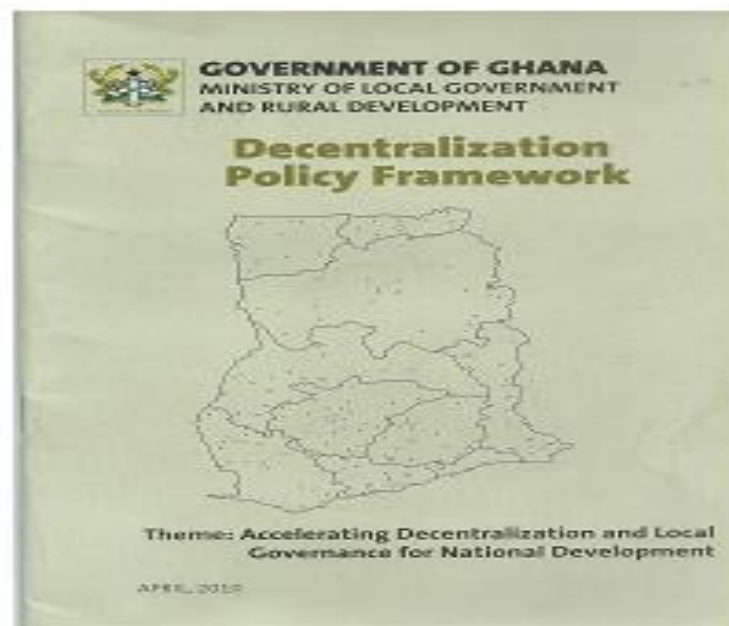 GOVERNMENT OF GHANA
MINISTRY OF LOCAL GOVERNMENT
AND RURAL DEVELOPMENT
Decentralization
Policy Framework
Theme: Accelerating Decentralization and Local
Governance for National Development
APRIL, 2010